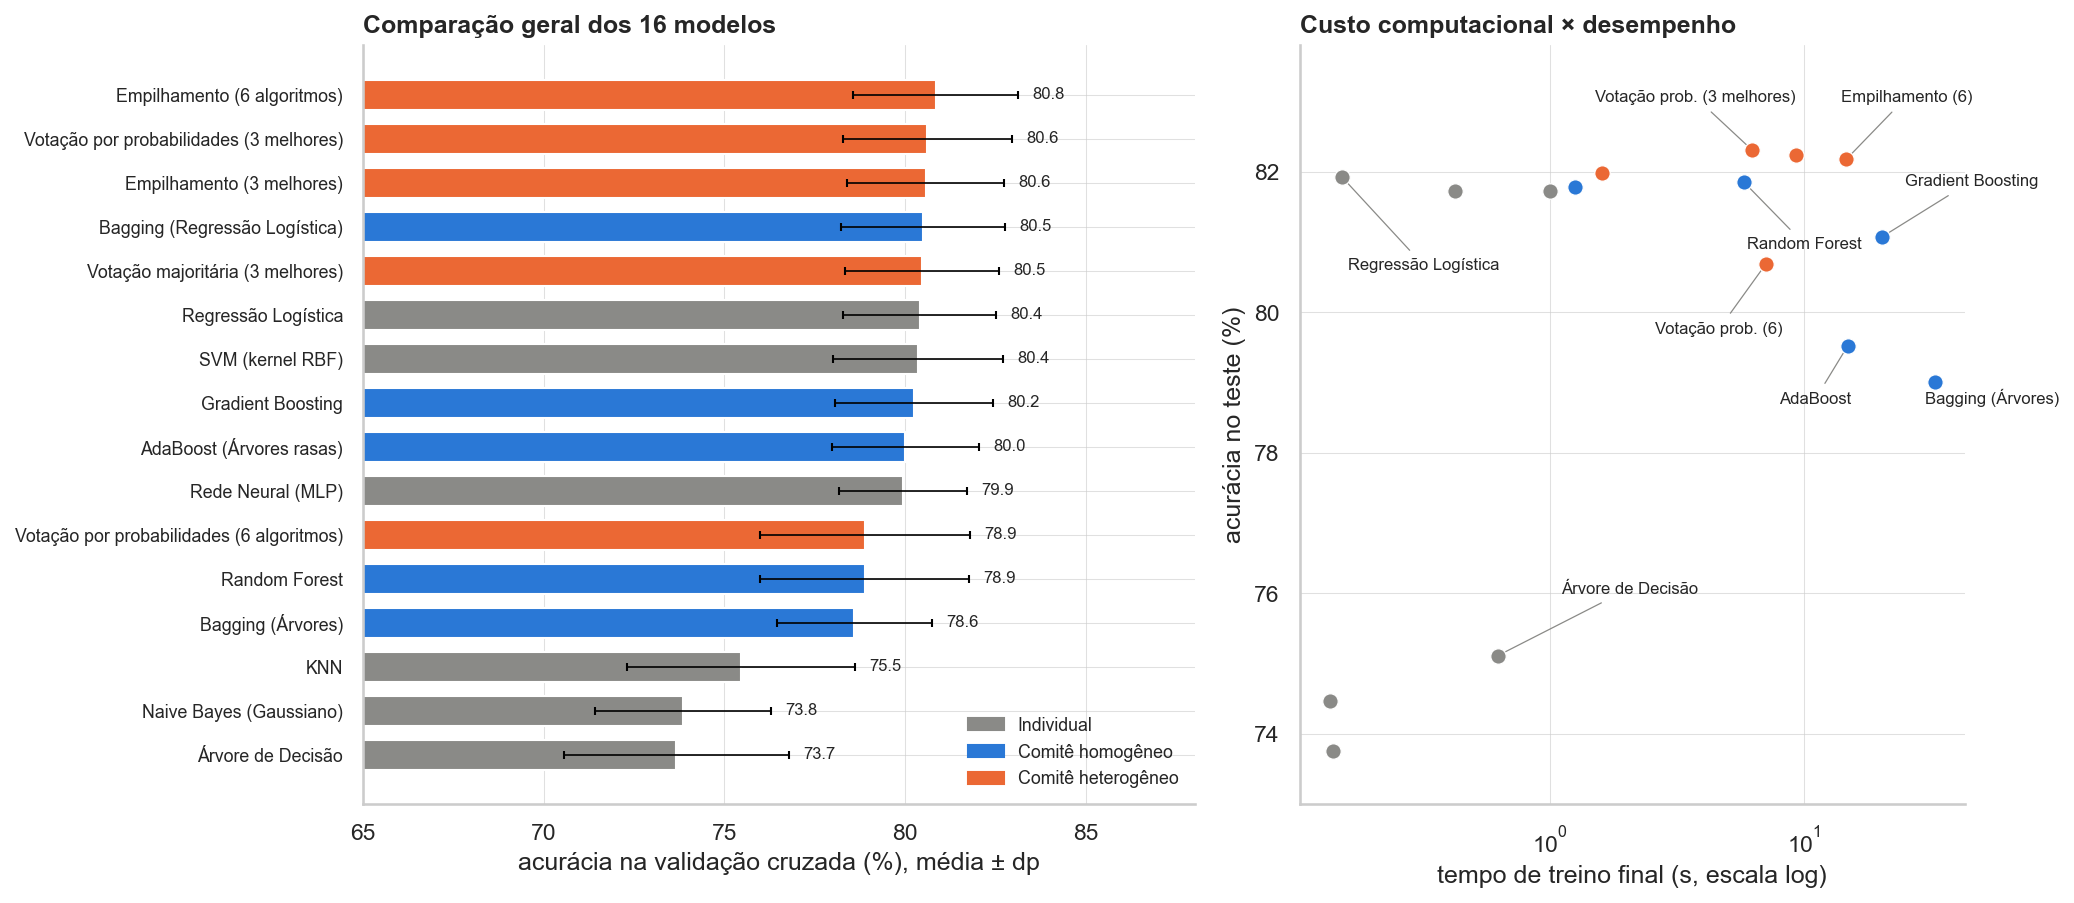 Comparação geral dos 16 modelos
Empilhamento (6 algoritmos)
80.8
Votação por probabilidades (3 melhores)
80.6
Empilhamento (3 melhores)
80.6
Bagging (Regressão Logística)
80.5
Votação majoritária (3 melhores)
80.5
Regressão Logística
80.4
SVM (kernel RBF)
80.4
Gradient Boosting
80.2
AdaBoost (Árvores rasas)
80.0
Rede Neural (MLP)
79.9
Votação por probabilidades (6 algoritmos)
78.9
Random Forest
78.9
Bagging (Árvores)
78.6
KNN
75.5
Naive Bayes (Gaussiano)
73.8
Árvore de Decisão
73.7
Individual
Comitê homogêneo
Comitê heterogêneo
65 70 75 80 85
acurácia na validação cruzada (%), média ± dp
Custo computacional × desempenho
acurácia no teste (%)
82
80
78
76
74
Votação prob. (3 melhores)
Empilhamento (6)
Gradient Boosting
Random Forest
Regressão Logística
Votação prob. (6)
AdaBoost
Bagging (Árvores)
Árvore de Decisão
10⁰ 10¹
tempo de treino final (s, escala log)